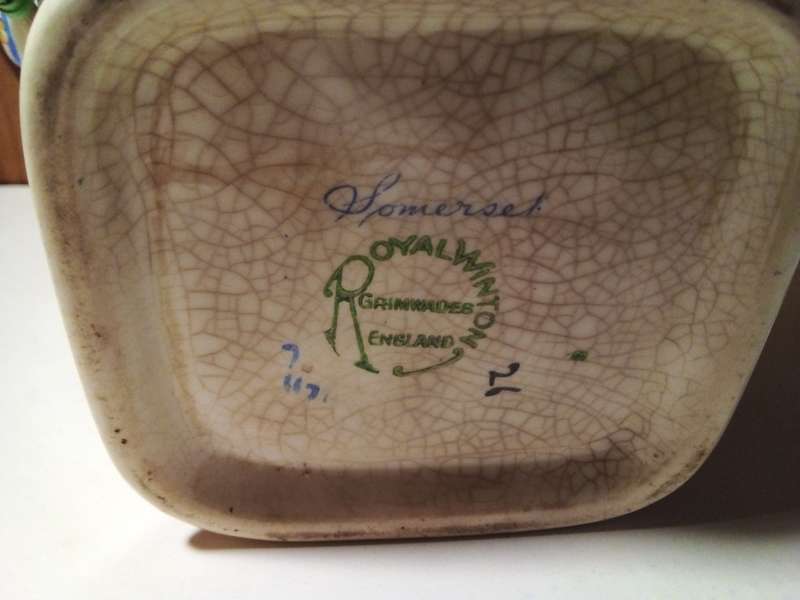 Somerset
ROYAL WINTON
GRIMWADES
ENGLAND